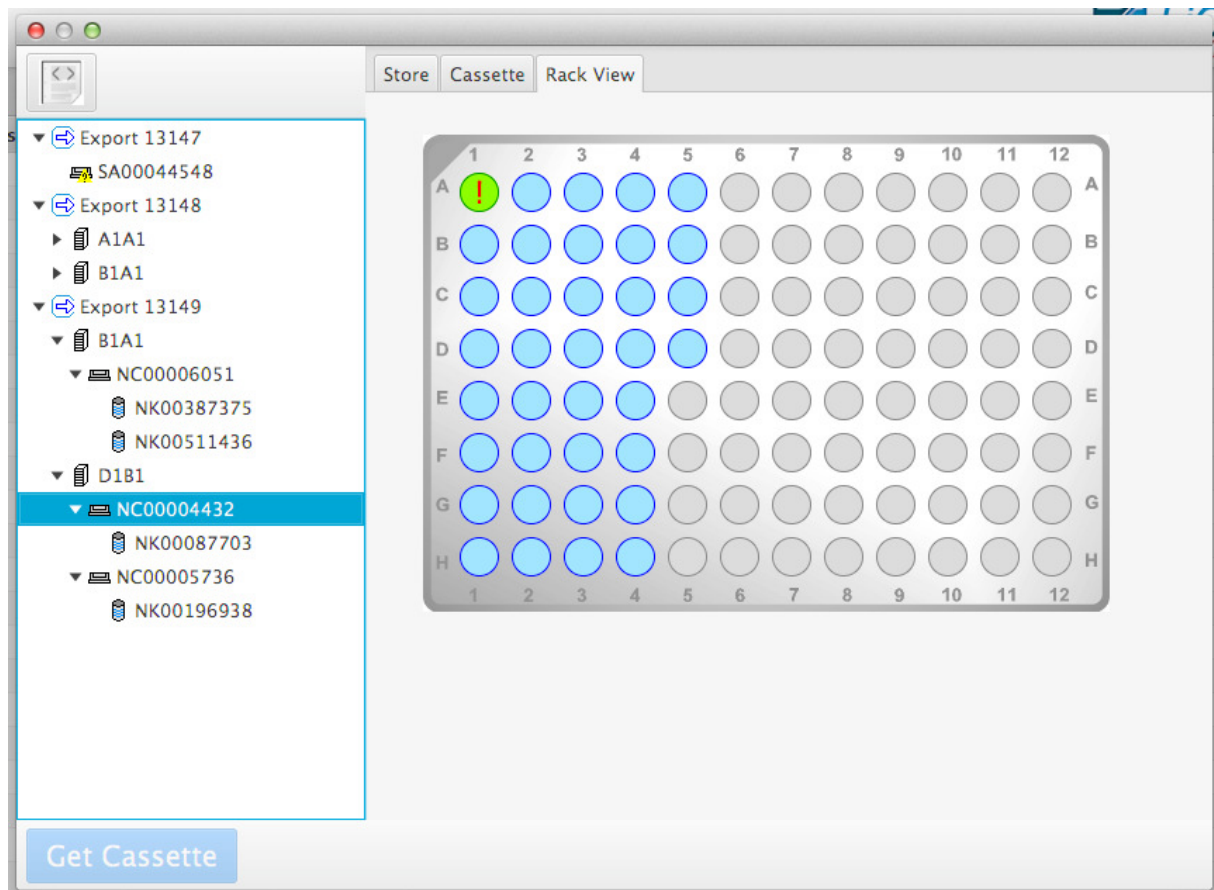 Store Cassette Rack View
Export 13147
SA00044548
Export 13148
A1A1
B1A1
Export 13149
B1A1
NC00006051
NK00387375
NK00511436
D1B1
NC00004432
NK00087703
NC00005736
NK00196938
1 2 3 4 5 6 7 8 9 10 11 12
A ! A
B B
C C
D D
E E
F F
G G
H H
1 2 3 4 5 6 7 8 9 10 11 12
Get Cassette